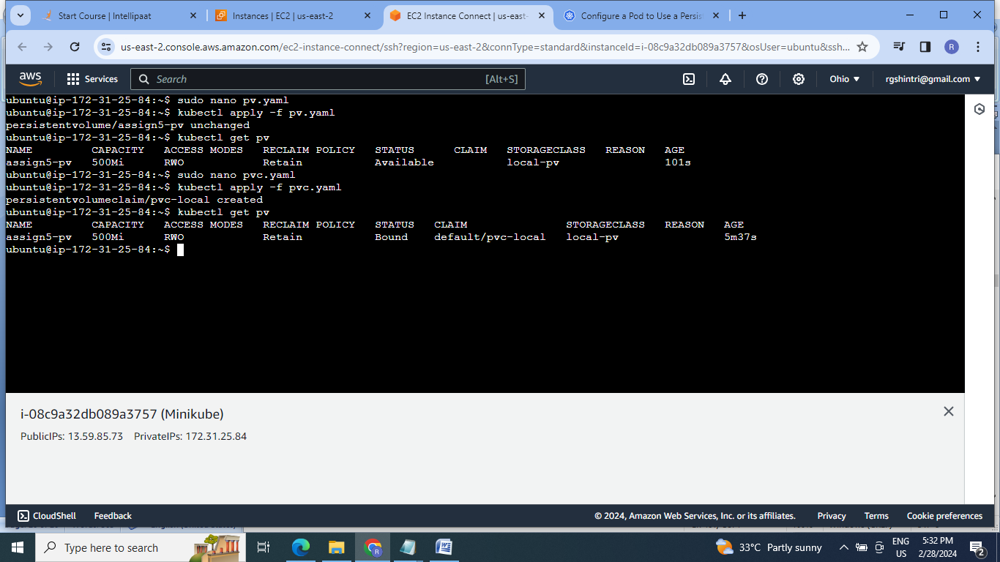 Start Course | Intellipaat
Instances | EC2 | us-east-2
EC2 Instance Connect | us-east-
Configure a Pod to Use a Persis
us-east-2.console.aws.amazon.com/ec2-instance-connect/ssh?region=us-east-2&connType=standard&instanceId=i-08c9a32db089a3757&osUser=ubuntu&ssh...
R
aws
Services
Search
[Alt+S]
Ohio
rgshintri@gmail.com
ubuntu@ip-172-31-25-84:~$ sudo nano pv.yaml
ubuntu@ip-172-31-25-84:~$ kubectl apply -f pv.yaml
persistentvolume/assign5-pv unchanged
ubuntu@ip-172-31-25-84:~$ kubectl get pv
NAME CAPACITY ACCESS MODES RECLAIM POLICY STATUS CLAIM STORAGECLASS REASON AGE
assign5-pv 500Mi RWO Retain Available local-pv 101s
ubuntu@ip-172-31-25-84:~$ sudo nano pvc.yaml
ubuntu@ip-172-31-25-84:~$ kubectl apply -f pvc.yaml
persistentvolumeclaim/pvc-local created
ubuntu@ip-172-31-25-84:~$ kubectl get pv
NAME CAPACITY ACCESS MODES RECLAIM POLICY STATUS CLAIM STORAGECLASS REASON AGE
assign5-pv 500Mi RWO Retain Bound default/pvc-local local-pv 5m37s
ubuntu@ip-172-31-25-84:~$
i-08c9a32db089a3757 (Minikube)
PublicIPs: 13.59.85.73 PrivateIPs: 172.31.25.84
CloudShell
Feedback
© 2024, Amazon Web Services, Inc. or its affiliates.
Privacy
Terms
Cookie preferences
Type here to search
33°C Partly sunny
ENG
US
5:32 PM
2/28/2024
2